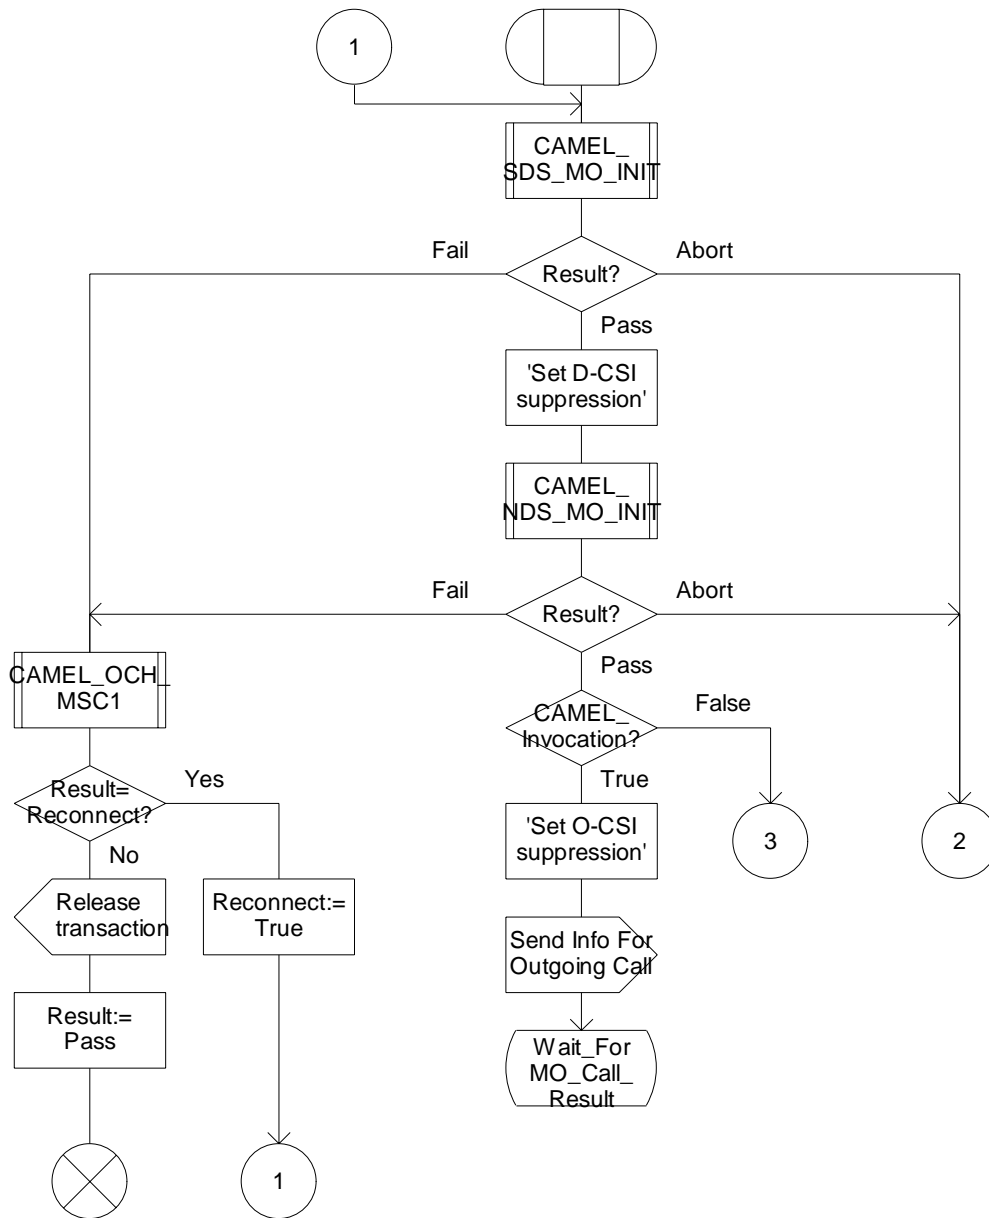 1
CAMEL_
SDS_MO_INIT
Fail
Abort
Result?
Pass
'Set D-CSI
suppression'
CAMEL_
NDS_MO_INIT
Fail
Abort
Result?
Pass
CAMEL_OCH_
MSC1
CAMEL_
Invocation?
False
True
Result=
Reconnect?
Yes
No
'Set O-CSI
suppression'
3
2
Release
transaction
Reconnect:=
True
Send Info For
Outgoing Call
Result:=
Pass
Wait_For
MO_Call_
Result
1